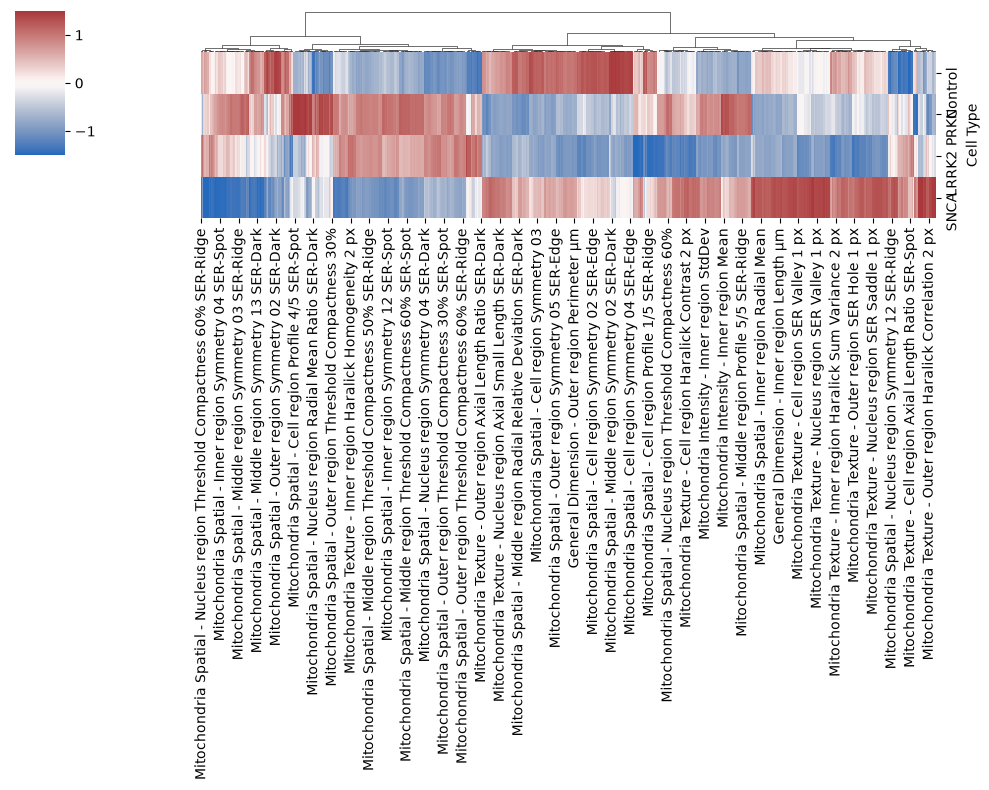 1
0
−1
Control
PRKN
LRRK2
SNCA
Cell Type
Mitochondria Spatial - Nucleus region Threshold Compactness 60% SER-Ridge
Mitochondria Spatial - Inner region Symmetry 04 SER-Spot
Mitochondria Spatial - Middle region Symmetry 03 SER-Ridge
Mitochondria Spatial - Middle region Symmetry 13 SER-Dark
Mitochondria Spatial - Outer region Symmetry 02 SER-Dark
Mitochondria Spatial - Cell region Profile 4/5 SER-Spot
Mitochondria Spatial - Nucleus region Radial Mean Ratio SER-Dark
Mitochondria Spatial - Outer region Threshold Compactness 30%
Mitochondria Texture - Inner region Haralick Homogeneity 2 px
Mitochondria Spatial - Middle region Threshold Compactness 50% SER-Ridge
Mitochondria Spatial - Inner region Symmetry 12 SER-Spot
Mitochondria Spatial - Middle region Threshold Compactness 60% SER-Spot
Mitochondria Spatial - Nucleus region Symmetry 04 SER-Dark
Mitochondria Spatial - Outer region Threshold Compactness 30% SER-Spot
Mitochondria Spatial - Outer region Threshold Compactness 60% SER-Ridge
Mitochondria Texture - Outer region Axial Length Ratio SER-Dark
Mitochondria Texture - Nucleus region Axial Small Length SER-Dark
Mitochondria Spatial - Middle region Radial Relative Deviation SER-Dark
Mitochondria Spatial - Cell region Symmetry 03
Mitochondria Spatial - Outer region Symmetry 05 SER-Edge
General Dimension - Outer region Perimeter µm
Mitochondria Spatial - Cell region Symmetry 02 SER-Edge
Mitochondria Spatial - Middle region Symmetry 02 SER-Dark
Mitochondria Spatial - Cell region Symmetry 04 SER-Edge
Mitochondria Spatial - Cell region Profile 1/5 SER-Ridge
Mitochondria Spatial - Nucleus region Threshold Compactness 60%
Mitochondria Texture - Cell region Haralick Contrast 2 px
Mitochondria Intensity - Inner region StdDev
Mitochondria Intensity - Inner region Mean
Mitochondria Spatial - Middle region Profile 5/5 SER-Ridge
Mitochondria Spatial - Inner region Radial Mean
General Dimension - Inner region Length µm
Mitochondria Texture - Cell region SER Valley 1 px
Mitochondria Texture - Nucleus region SER Valley 1 px
Mitochondria Texture - Inner region Haralick Sum Variance 2 px
Mitochondria Texture - Outer region SER Hole 1 px
Mitochondria Texture - Nucleus region SER Saddle 1 px
Mitochondria Spatial - Nucleus region Symmetry 12 SER-Ridge
Mitochondria Texture - Cell region Axial Length Ratio SER-Spot
Mitochondria Texture - Outer region Haralick Correlation 2 px